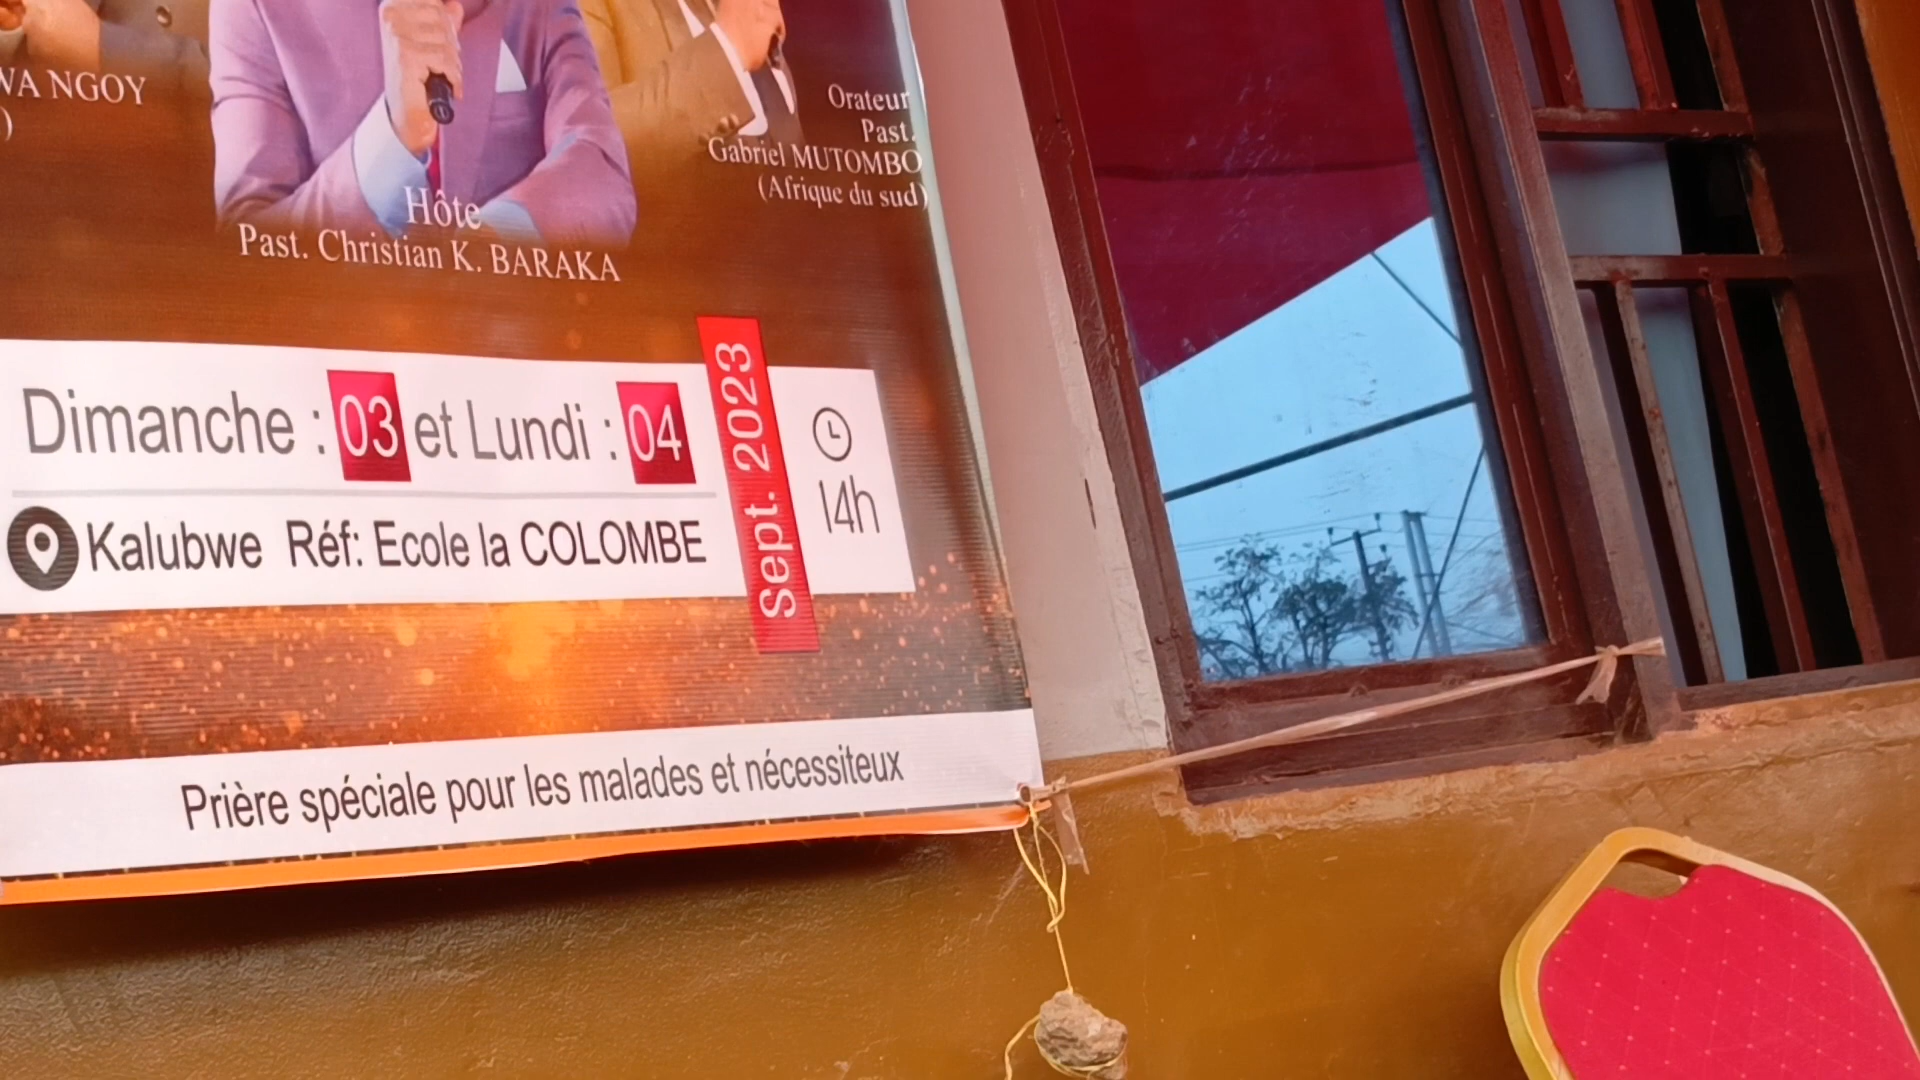 NGOY
)
Orateur
Past.
Gabriel MUTOMBO
(Afrique du sud)
Hôte
Past. Christian K. BARAKA
Dimanche : 03 et Lundi : 04
Sept. 2023
14h
Kalubwe Réf: Ecole la COLOMBE
Prière spéciale pour les malades et nécessiteux